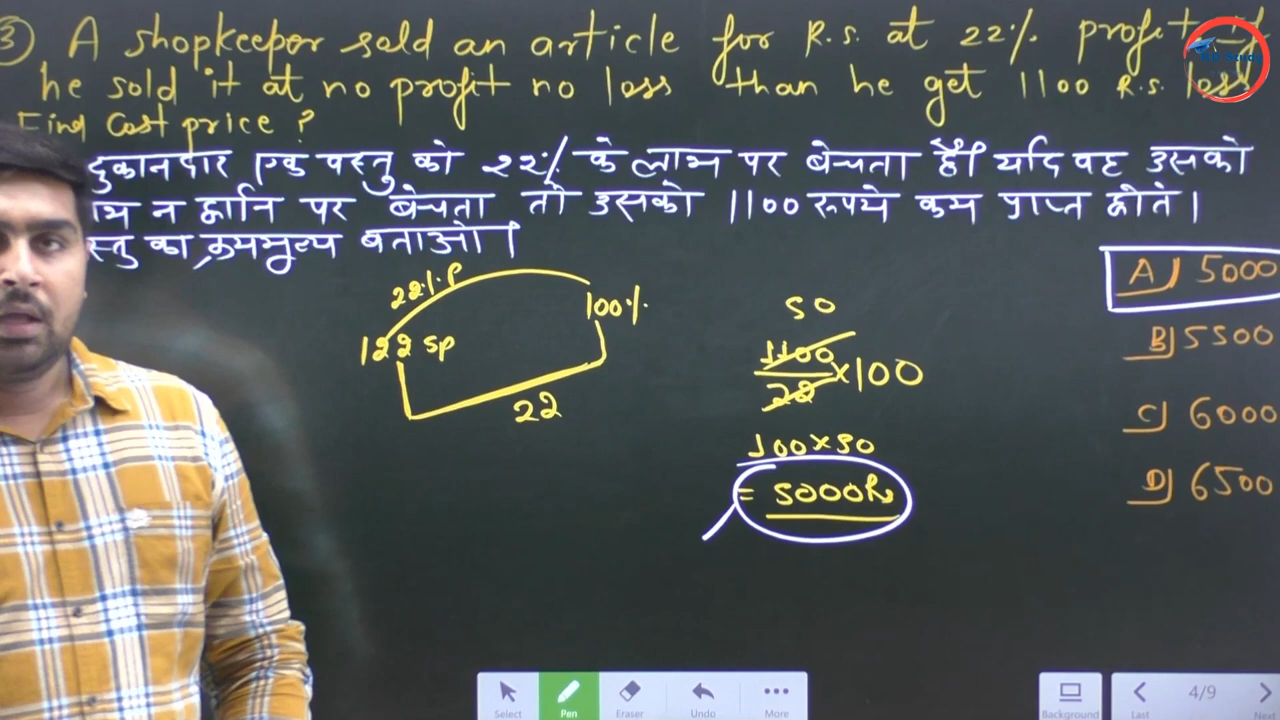 3) A shopkeeper sold an article for R.s. at 22% profit if
he sold it at no profit no loss than he get 1100 R.s. loss
Find Cost price ?
दुकानदार एक वस्तु को 22% के लाभ पर बेचता है। यदि वह उसको
न हानि पर बेचता तो उसको 1100 रूपये कम प्राप्त होते।
का क्रयमूल्य बताओ।
A) 5000
22% P
100%
50
B) 5500
122 SP
1100
22
×100
22
C) 6000
100×50
= 5000Rs
D) 6500
Select
Pen
Eraser
Undo
More
Background
Last
4/9
Next